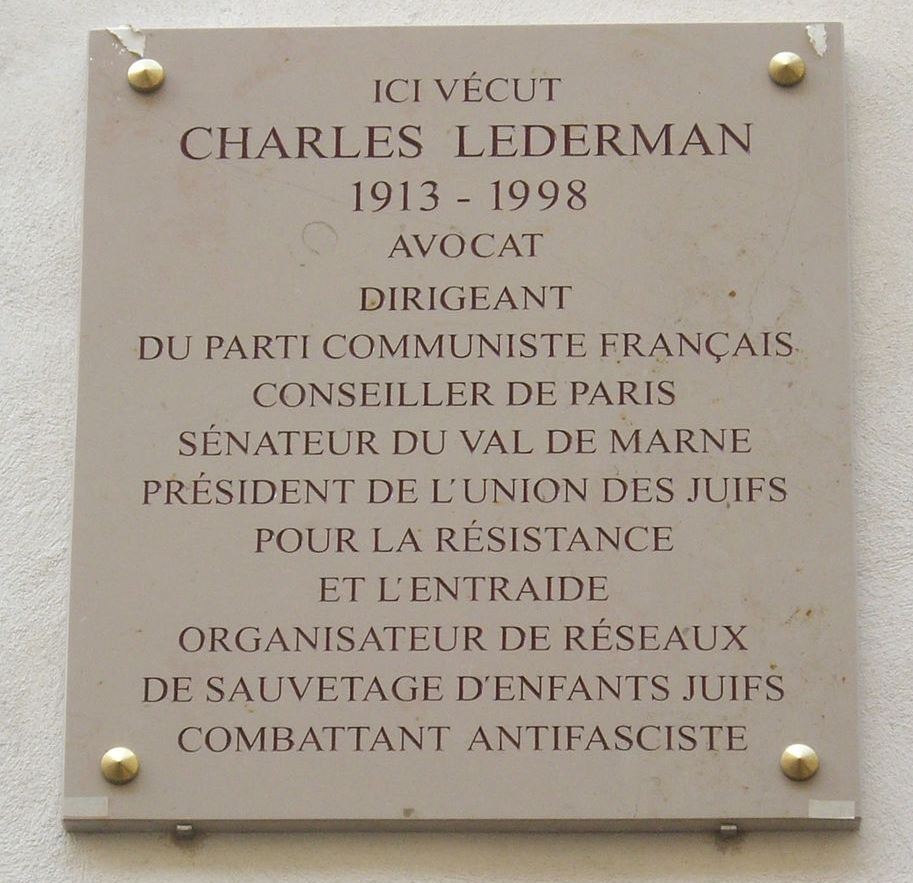 ICI VÉCUT
CHARLES LEDERMAN
1913 - 1998
AVOCAT
DIRIGEANT
DU PARTI COMMUNISTE FRANÇAIS
CONSEILLER DE PARIS
SÉNATEUR DU VAL DE MARNE
PRÉSIDENT DE L'UNION DES JUIFS
POUR LA RÉSISTANCE
ET L'ENTRAIDE
ORGANISATEUR DE RÉSEAUX
DE SAUVETAGE D'ENFANTS JUIFS
COMBATTANT ANTIFASCISTE